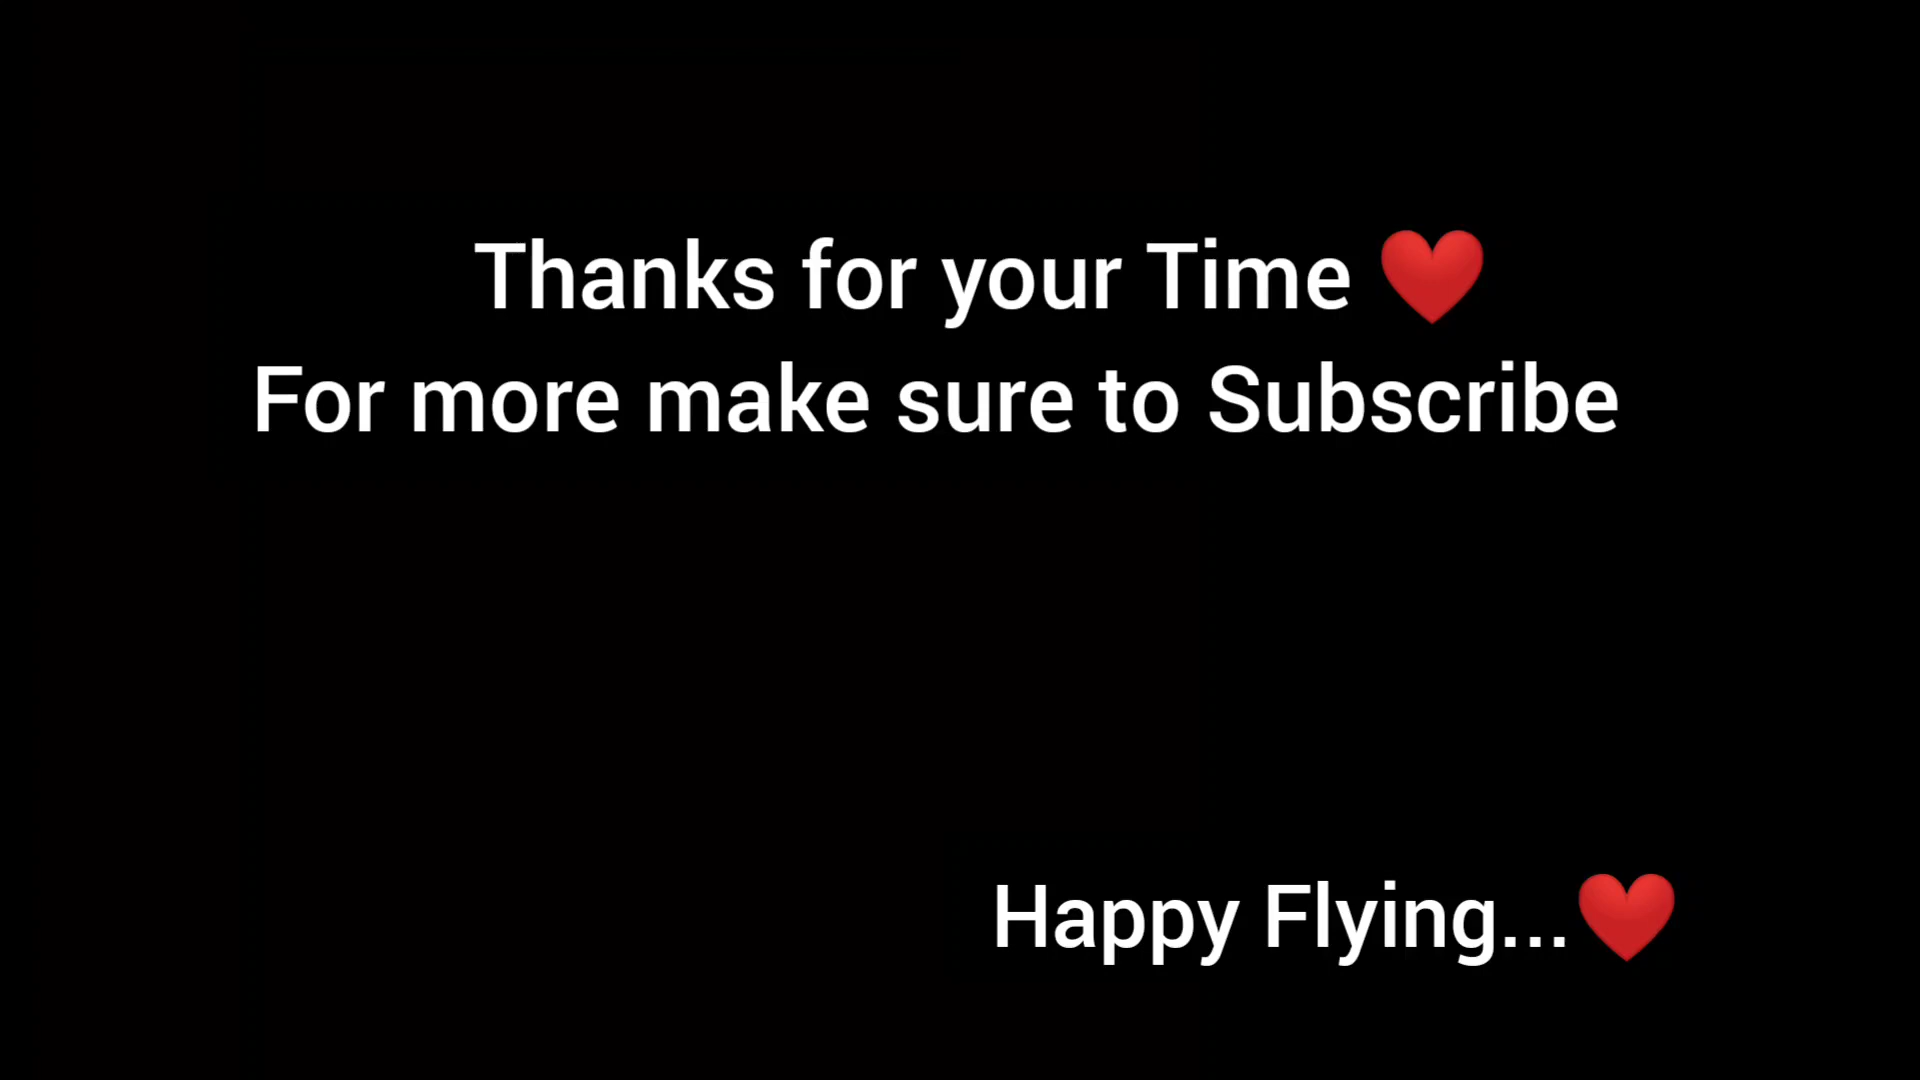 Thanks for your Time ❤️
For more make sure to Subscribe
Happy Flying...❤️